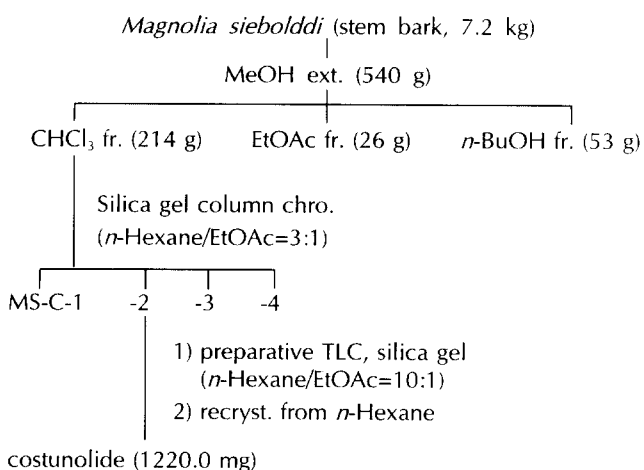 Magnolia siebolddi (stem bark, 7.2 kg)
MeOH ext. (540 g)
CHCl₃ fr. (214 g) EtOAc fr. (26 g) n-BuOH fr. (53 g)
Silica gel column chro.
(n-Hexane/EtOAc=3:1)
MS-C-1 -2 -3 -4
1) preparative TLC, silica gel
(n-Hexane/EtOAc=10:1)
2) recryst. from n-Hexane
costunolide (1220.0 mg)